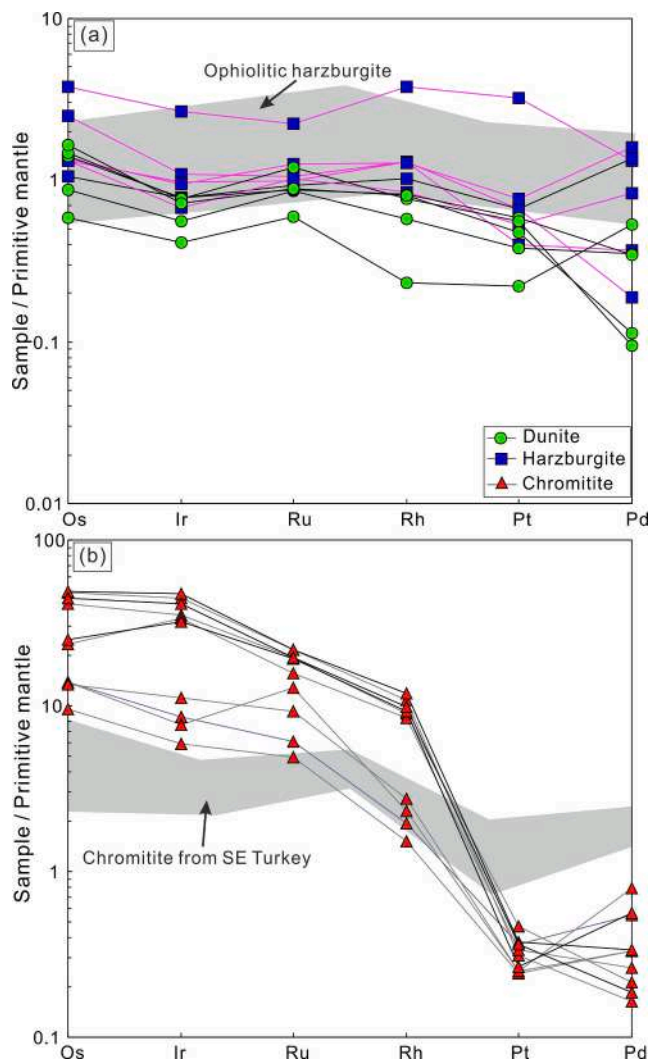 10
(a)
Ophiolitic harzburgite
1
Sample / Primitive mantle
0.1
Dunite
Harzburgite
Chromitite
0.01
Os Ir Ru Rh Pt Pd
100
(b)
10
Sample / Primitive mantle
Chromitite from SE Turkey
1
0.1
Os Ir Ru Rh Pt Pd